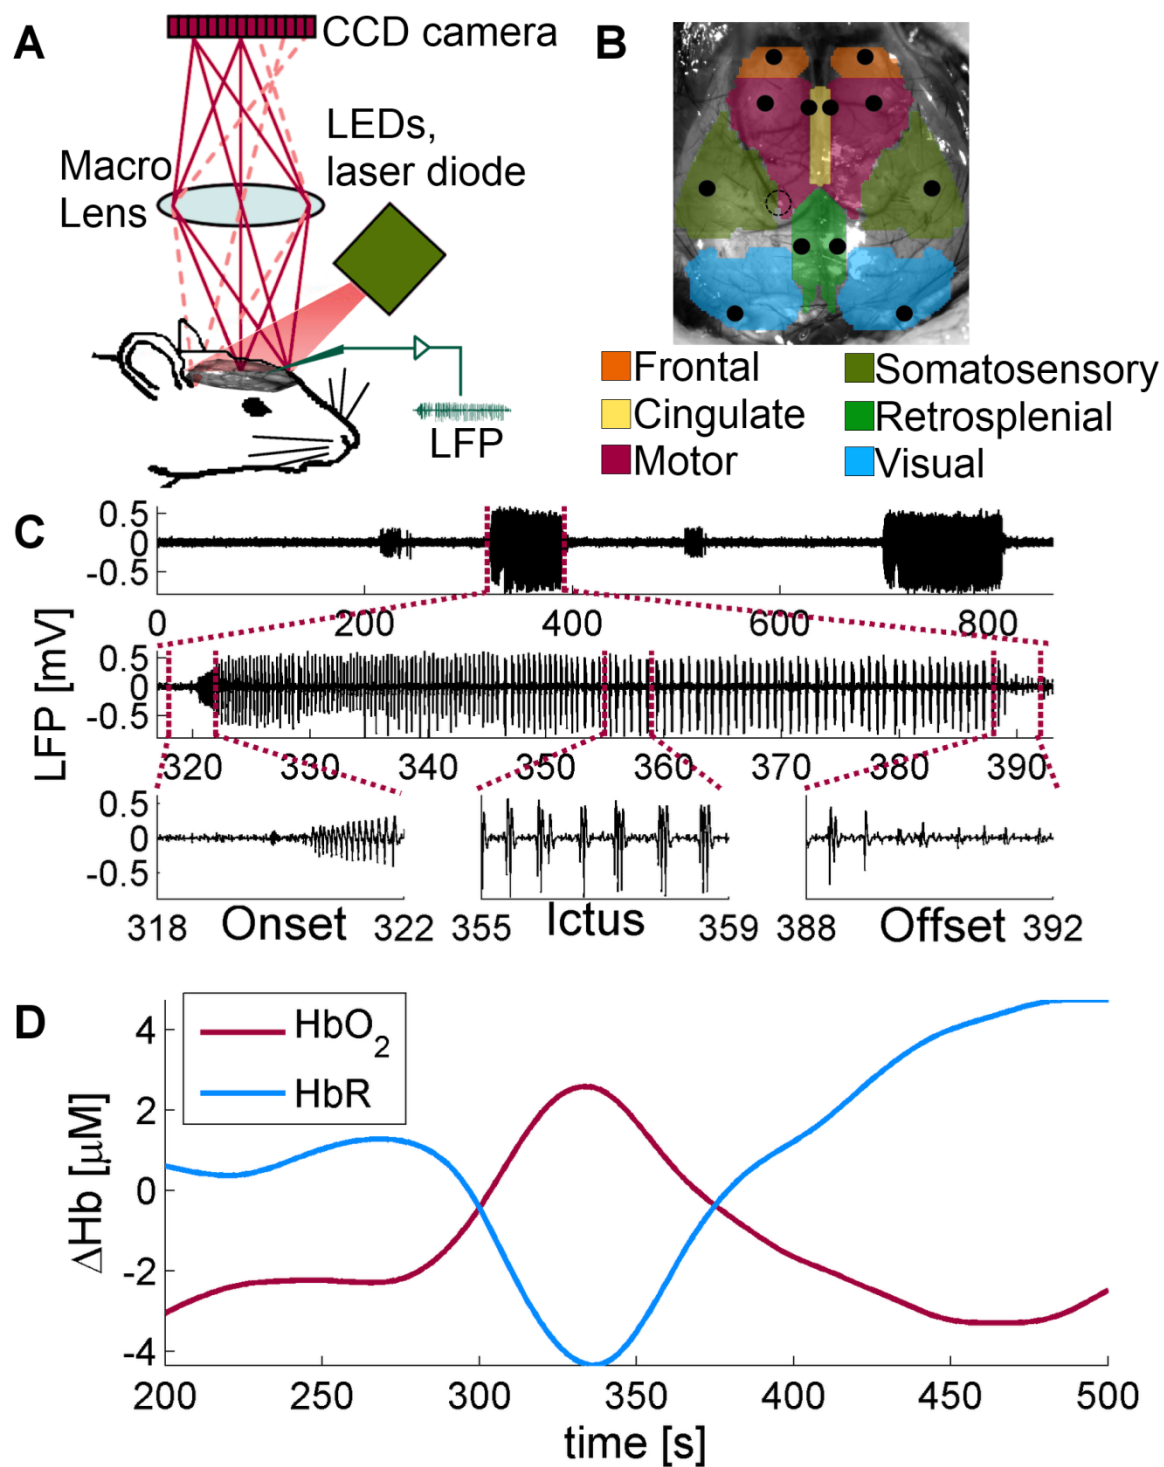 A
CCD camera
LEDs,
laser diode
Macro
Lens
LFP
B
Frontal
Somatosensory
Cingulate
Retrosplenial
Motor
Visual
C
LFP [mV]
0.5
0
-0.5
0
200
400
600
800
0.5
0
-0.5
320
330
340
350
360
370
380
390
0.5
0
-0.5
318
Onset
322
355
Ictus
359
388
Offset
392
D
HbO2
HbR
ΔHb [μM]
4
2
0
-2
-4
200
250
300
350
400
450
500
time [s]